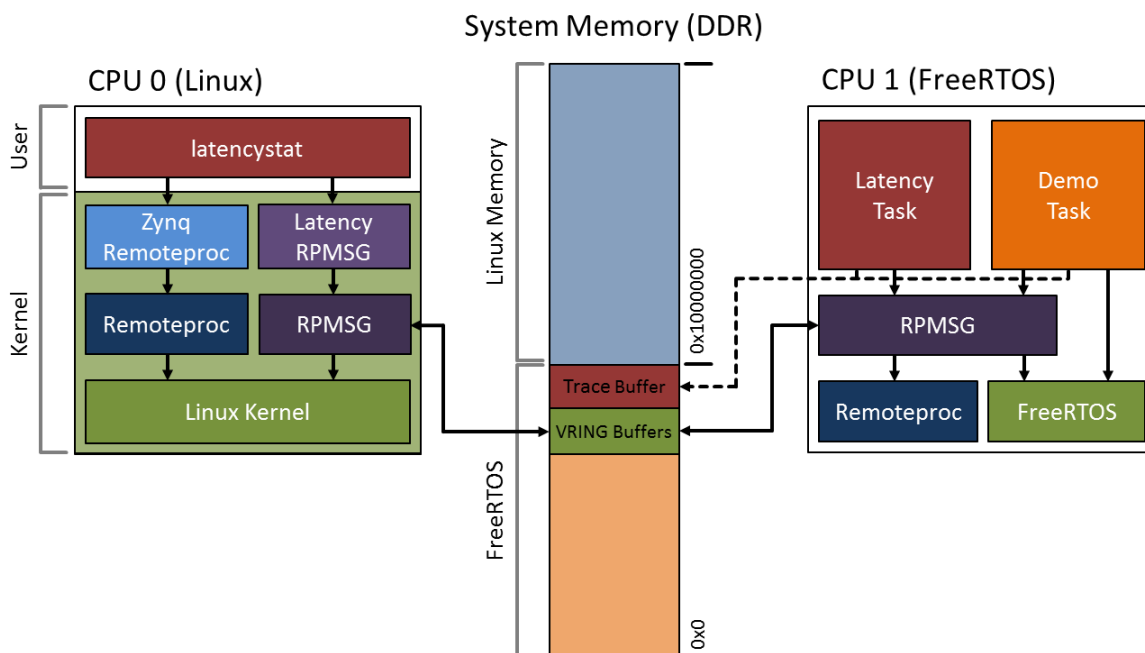 System Memory (DDR)
CPU 0 (Linux)
User
latencystat
Kernel
Zynq
Remoteproc
Latency
RPMSG
Remoteproc
RPMSG
Linux Kernel
Linux Memory
0x10000000
Trace Buffer
VRING Buffers
FreeRTOS
0x0
CPU 1 (FreeRTOS)
Latency
Task
Demo
Task
RPMSG
Remoteproc
FreeRTOS